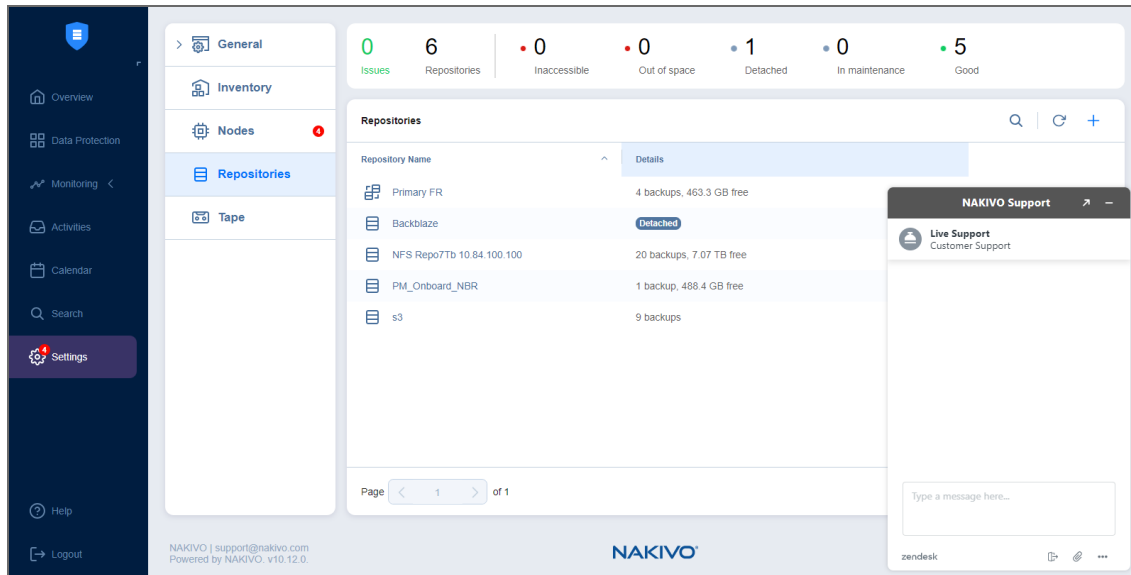 Overview
Data Protection
Monitoring
Activities
Calendar
Search
4
Settings
Help
Logout
General
Inventory
Nodes 4
Repositories
Tape
0 6 0 0 1 0 5
Issues Repositories Inaccessible Out of space Detached In maintenance Good
Repositories
Repository Name Details
Primary FR 4 backups, 463.3 GB free
Backblaze Detached
NFS Repo7Tb 10.84.100.100 20 backups, 7.07 TB free
PM_Onboard_NBR 1 backup, 488.4 GB free
s3 9 backups
Page 1 of 1
NAKIVO | support@nakivo.com
Powered by NAKIVO. v10.12.0.
NAKIVO®
NAKIVO Support
Live Support
Customer Support
Type a message here...
zendesk